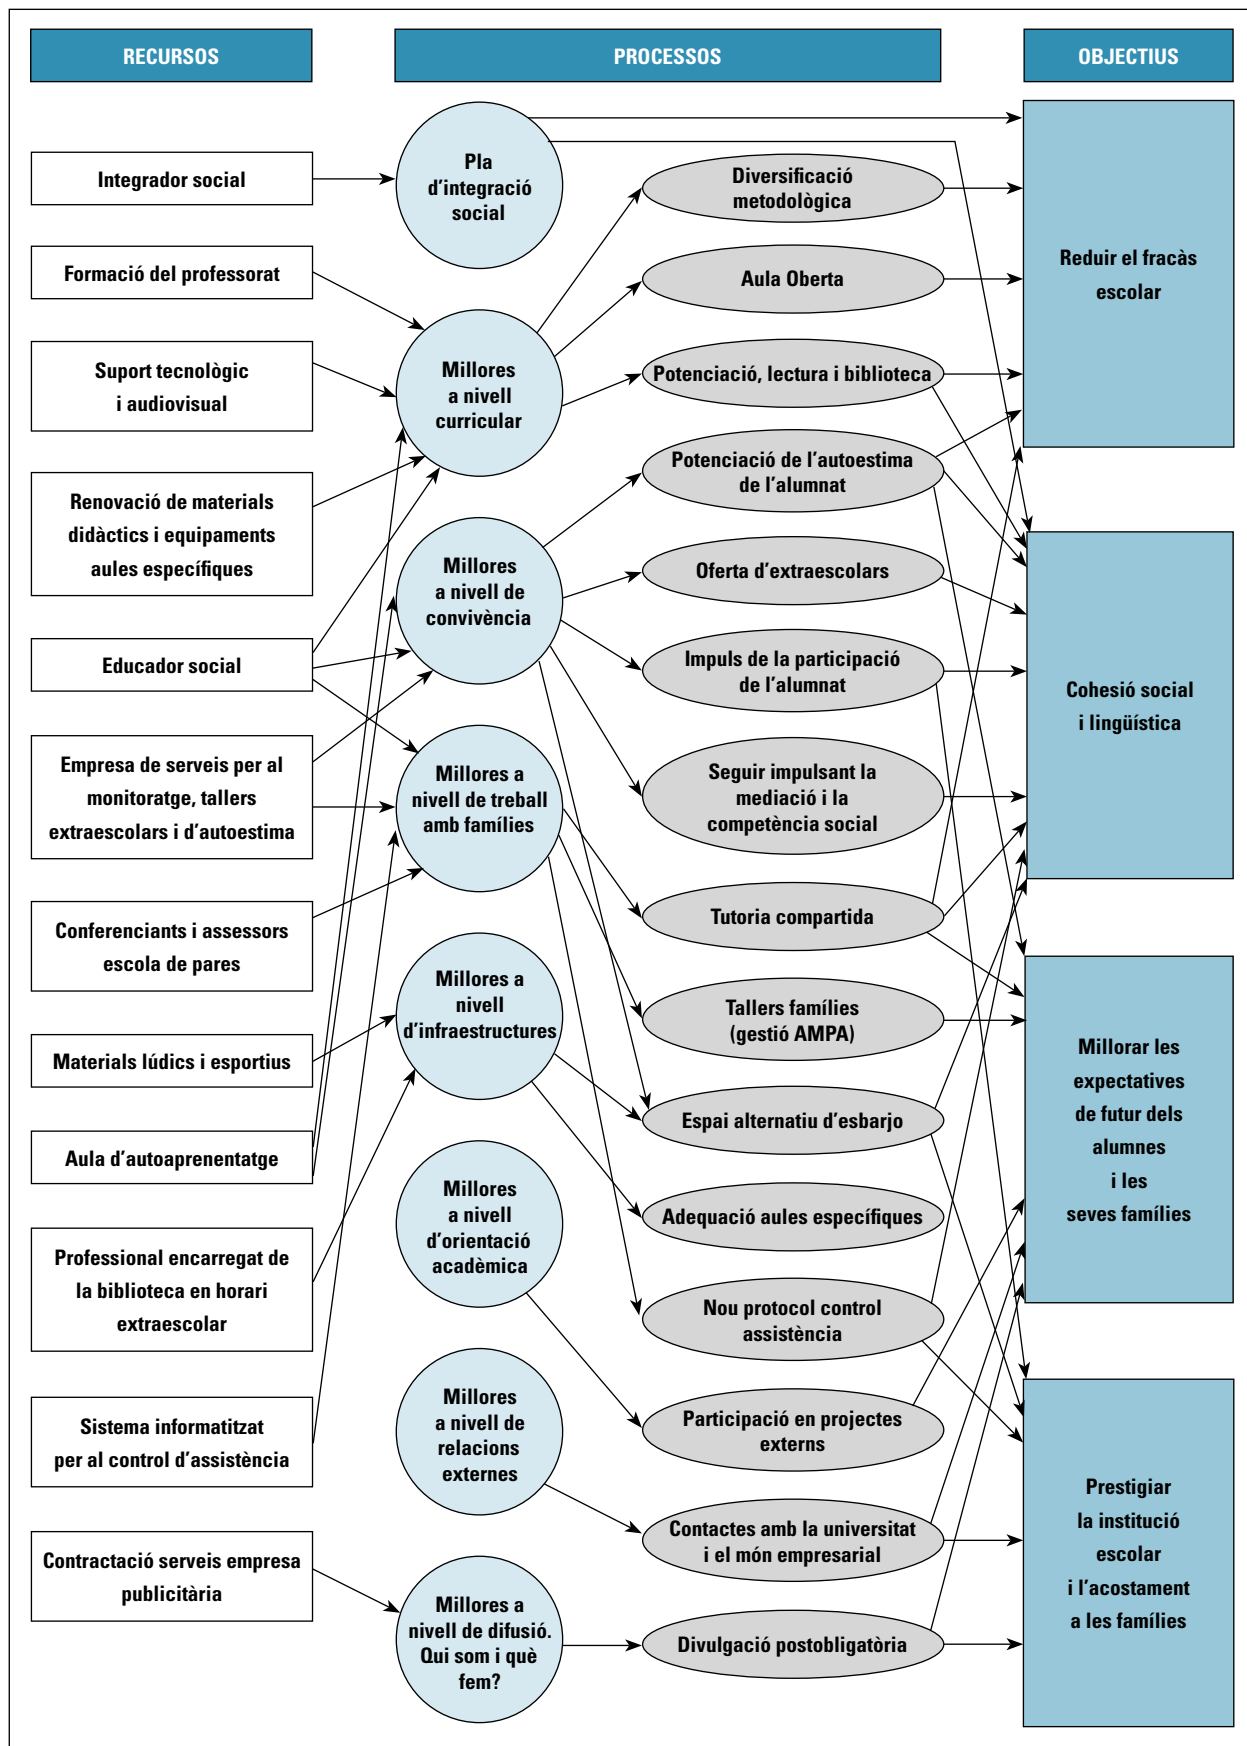 RECURSOS
PROCESSOS
OBJECTIUS
Integrador social
Formació del professorat
Suport tecnològic
i audiovisual
Renovació de materials
didàctics i equipaments
aules específiques
Educador social
Empresa de serveis per al
monitoratge, tallers
extraescolars i d'autoestima
Conferenciants i assessors
escola de pares
Materials lúdics i esportius
Aula d'autoaprenentatge
Professional encarregat de
la biblioteca en horari
extraescolar
Sistema informatitzat
per al control d'assistència
Contractació serveis empresa
publicitària
Pla
d'integració
social
Millores
a nivell
curricular
Millores
a nivell de
convivència
Millores a
nivell de treball
amb famílies
Millores a
nivell
d'infraestructures
Millores
a nivell
d'orientació
acadèmica
Millores
a nivell de
relacions
externes
Millores a
nivell de difusió.
Qui som i què
fem?
Diversificació
metodològica
Aula Oberta
Potenciació, lectura i biblioteca
Potenciació de l'autoestima
de l'alumnat
Oferta d'extraescolars
Impuls de la participació
de l'alumnat
Seguir impulsant la
mediació i la
competència social
Tutoria compartida
Tallers famílies
(gestió AMPA)
Espai alternatiu d'esbarjo
Adequació aules específiques
Nou protocol control
assistència
Participació en projectes
externs
Contactes amb la universitat
i el món empresarial
Divulgació postobligatòria
Reduir el fracàs
escolar
Cohesió social
i lingüística
Millorar les
expectatives
de futur dels
alumnes
i les
seves famílies
Prestigiar
la institució
escolar
i l'acostament
a les famílies